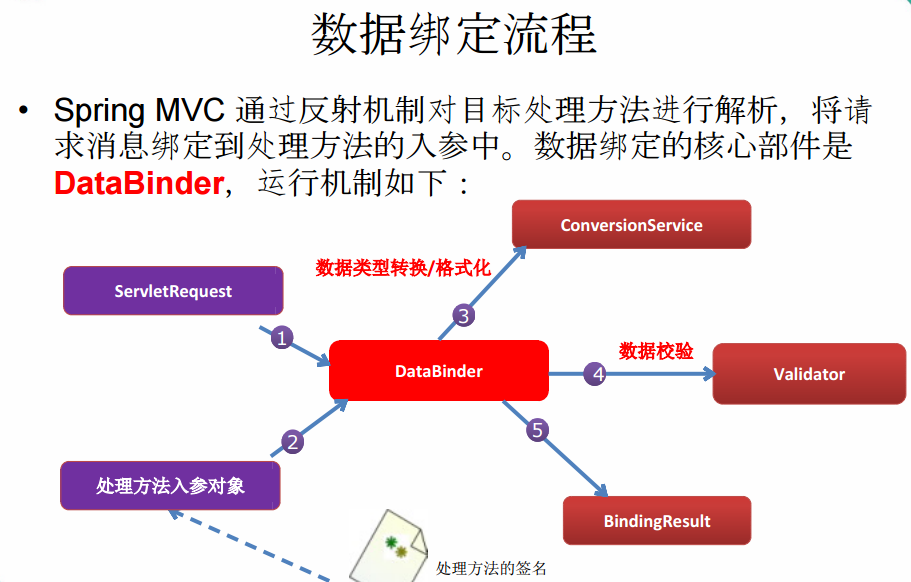 数据绑定流程
• Spring MVC 通过反射机制对目标处理方法进行解析，将请
求消息绑定到处理方法的入参中。数据绑定的核心部件是
DataBinder，运行机制如下：
ConversionService
数据类型转换/格式化
ServletRequest
3
1
数据校验
DataBinder
4
Validator
5
2
处理方法入参对象
BindingResult
处理方法的签名